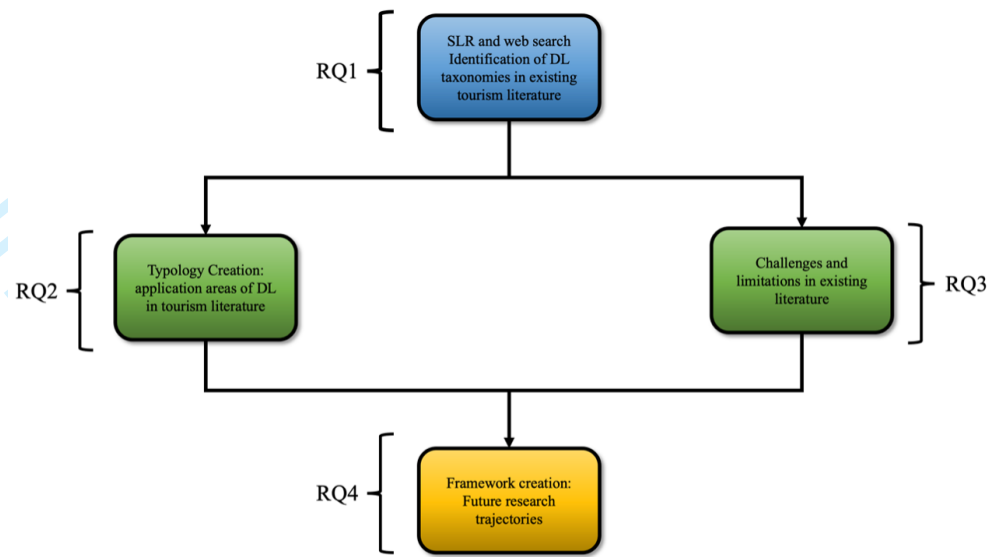 RQ1
SLR and web search
Identification of DL
taxonomies in existing
tourism literature
RQ2
Typology Creation:
application areas of DL
in tourism literature
Challenges and
limitations in existing
literature
RQ3
RQ4
Framework creation:
Future research
trajectories